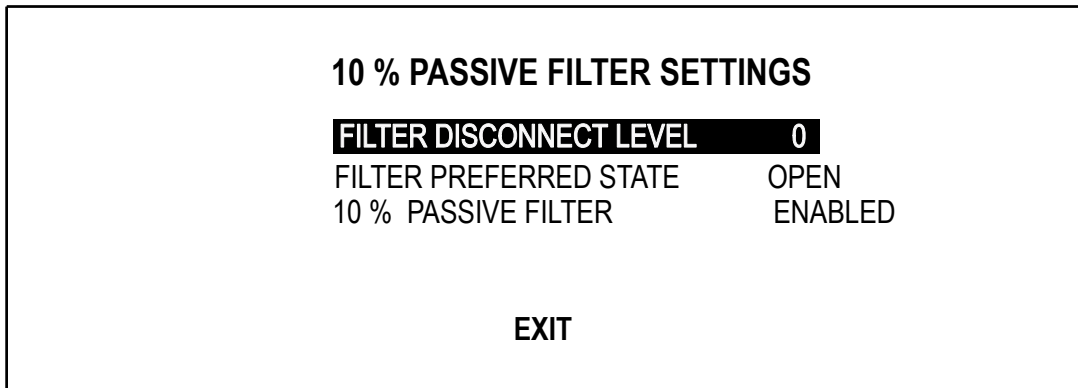 10 % PASSIVE FILTER SETTINGS
FILTER DISCONNECT LEVEL 0
FILTER PREFERRED STATE OPEN
10 % PASSIVE FILTER ENABLED
EXIT